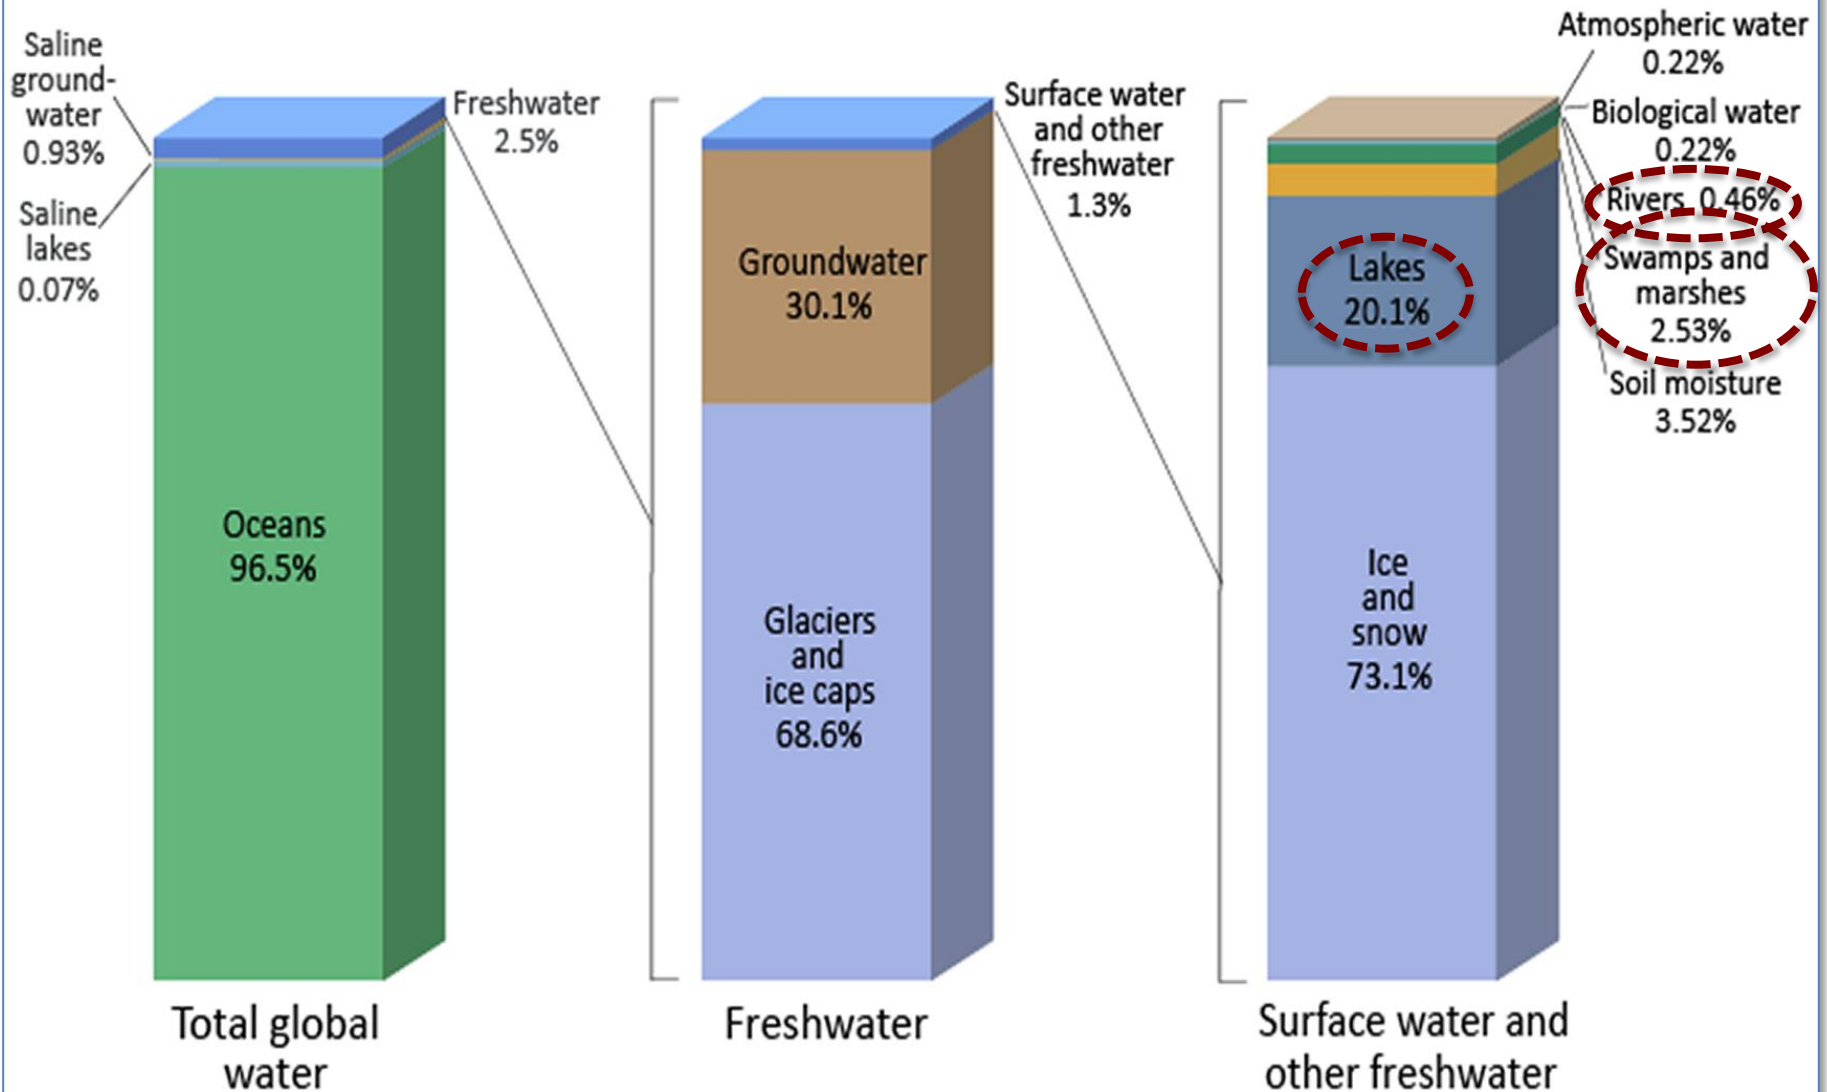 Saline
ground-
water
0.93%
Saline
lakes
0.07%
Freshwater
2.5%
Oceans
96.5%
Total global
water
Surface water
and other
freshwater
1.3%
Groundwater
30.1%
Glaciers
and
ice caps
68.6%
Freshwater
Atmospheric water
0.22%
Biological water
0.22%
Rivers 0.46%
Swamps and
marshes
2.53%
Soil moisture
3.52%
Lakes
20.1%
Ice
and
snow
73.1%
Surface water and
other freshwater